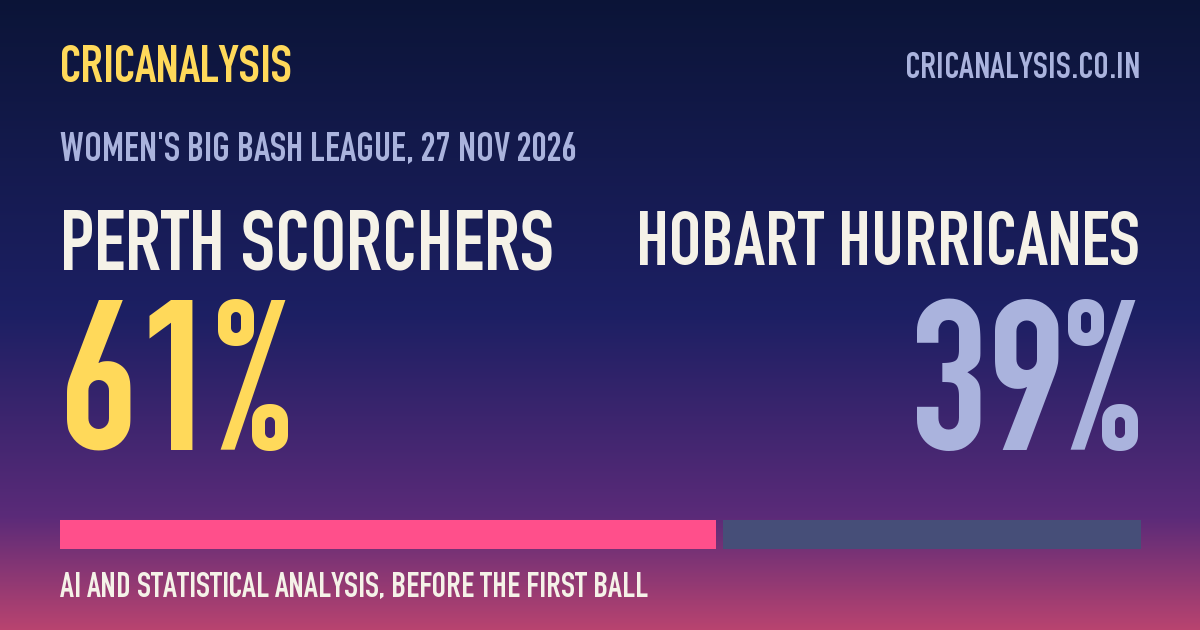 CRICANALYSIS
CRICANALYSIS.CO.IN
WOMEN'S BIG BASH LEAGUE, 27 NOV 2026
PERTH SCORCHERS
HOBART HURRICANES
61%
39%
AI AND STATISTICAL ANALYSIS, BEFORE THE FIRST BALL